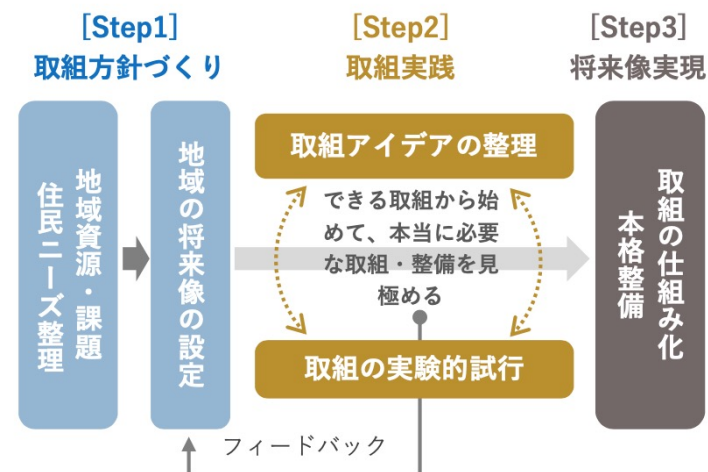 [Step1]
取組方針づくり
[Step2]
取組実践
[Step3]
将来像実現
地域資源・課題
住民ニーズ整理
地域の将来像の設定
取組アイデアの整理
できる取組から始
めて、本当に必要
な取組・整備を見
極める
取組の実験的試行
取組の仕組み化
本格整備
フィードバック